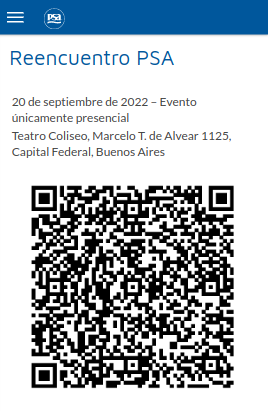 psa
Reencuentro PSA
20 de septiembre de 2022 – Evento
únicamente presencial
Teatro Coliseo, Marcelo T. de Alvear 1125,
Capital Federal, Buenos Aires